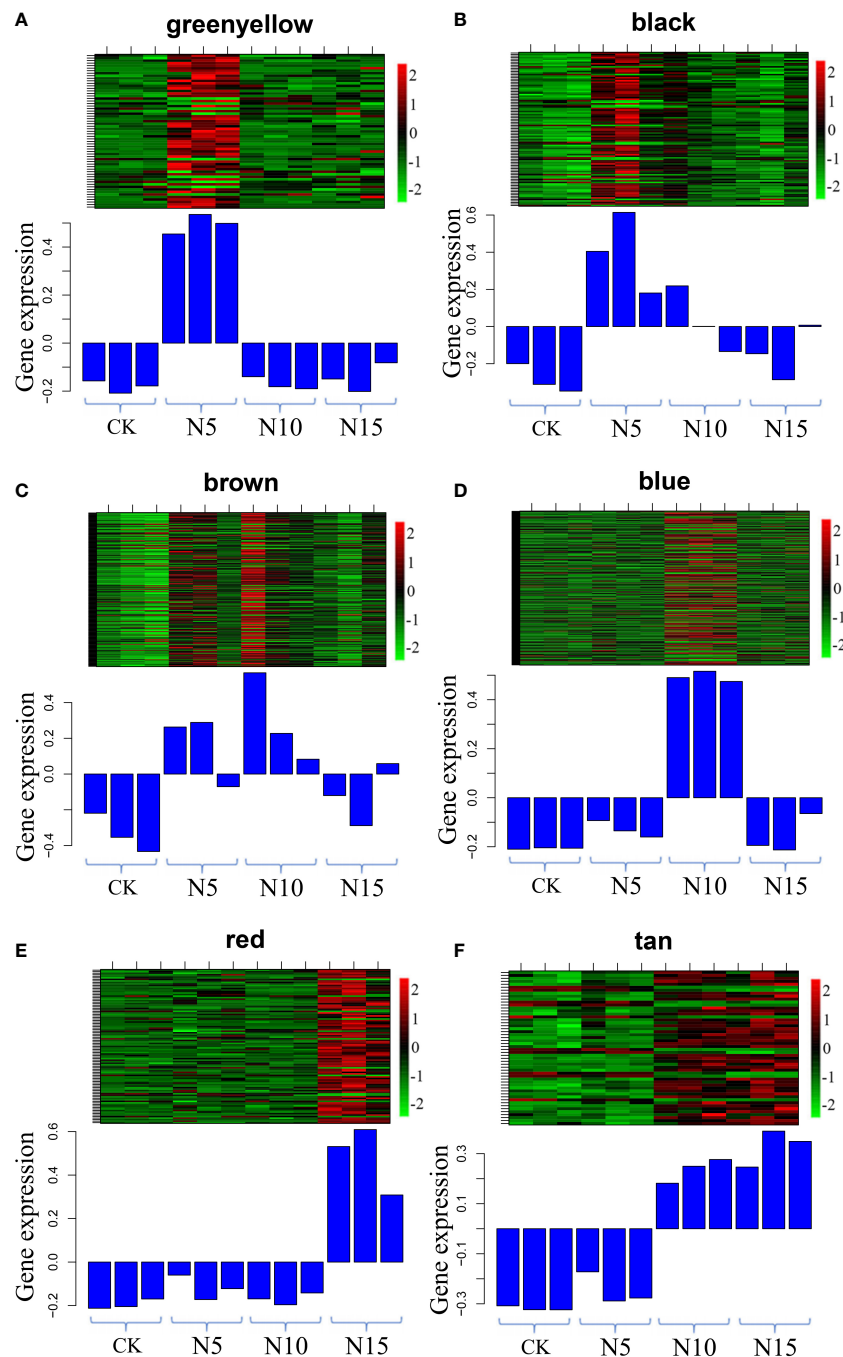 A
greenyellow
2
1
0
-1
-2
Gene expression
0.4
0.2
0.0
−0.2
CK N5 N10 N15
B
black
2
1
0
-1
-2
Gene expression
0.6
0.4
0.2
0.0
−0.2
CK N5 N10 N15
C
brown
2
1
0
-1
-2
Gene expression
0.4
0.0
−0.4
CK N5 N10 N15
D
blue
2
1
0
-1
-2
Gene expression
0.4
0.2
0.0
−0.2
CK N5 N10 N15
E
red
2
1
0
-1
-2
Gene expression
0.6
0.4
0.2
0.0
−0.2
CK N5 N10 N15
F
tan
2
1
0
-1
-2
Gene expression
0.3
0.1
−0.1
−0.3
CK N5 N10 N15